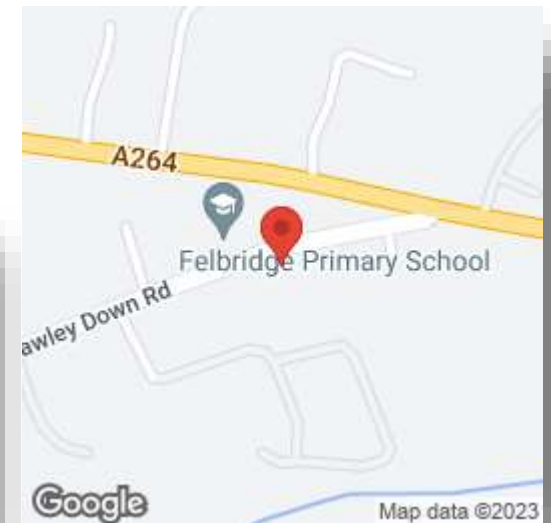 A264
Felbridge Primary School
awley Down Rd
Google
Map data ©2023